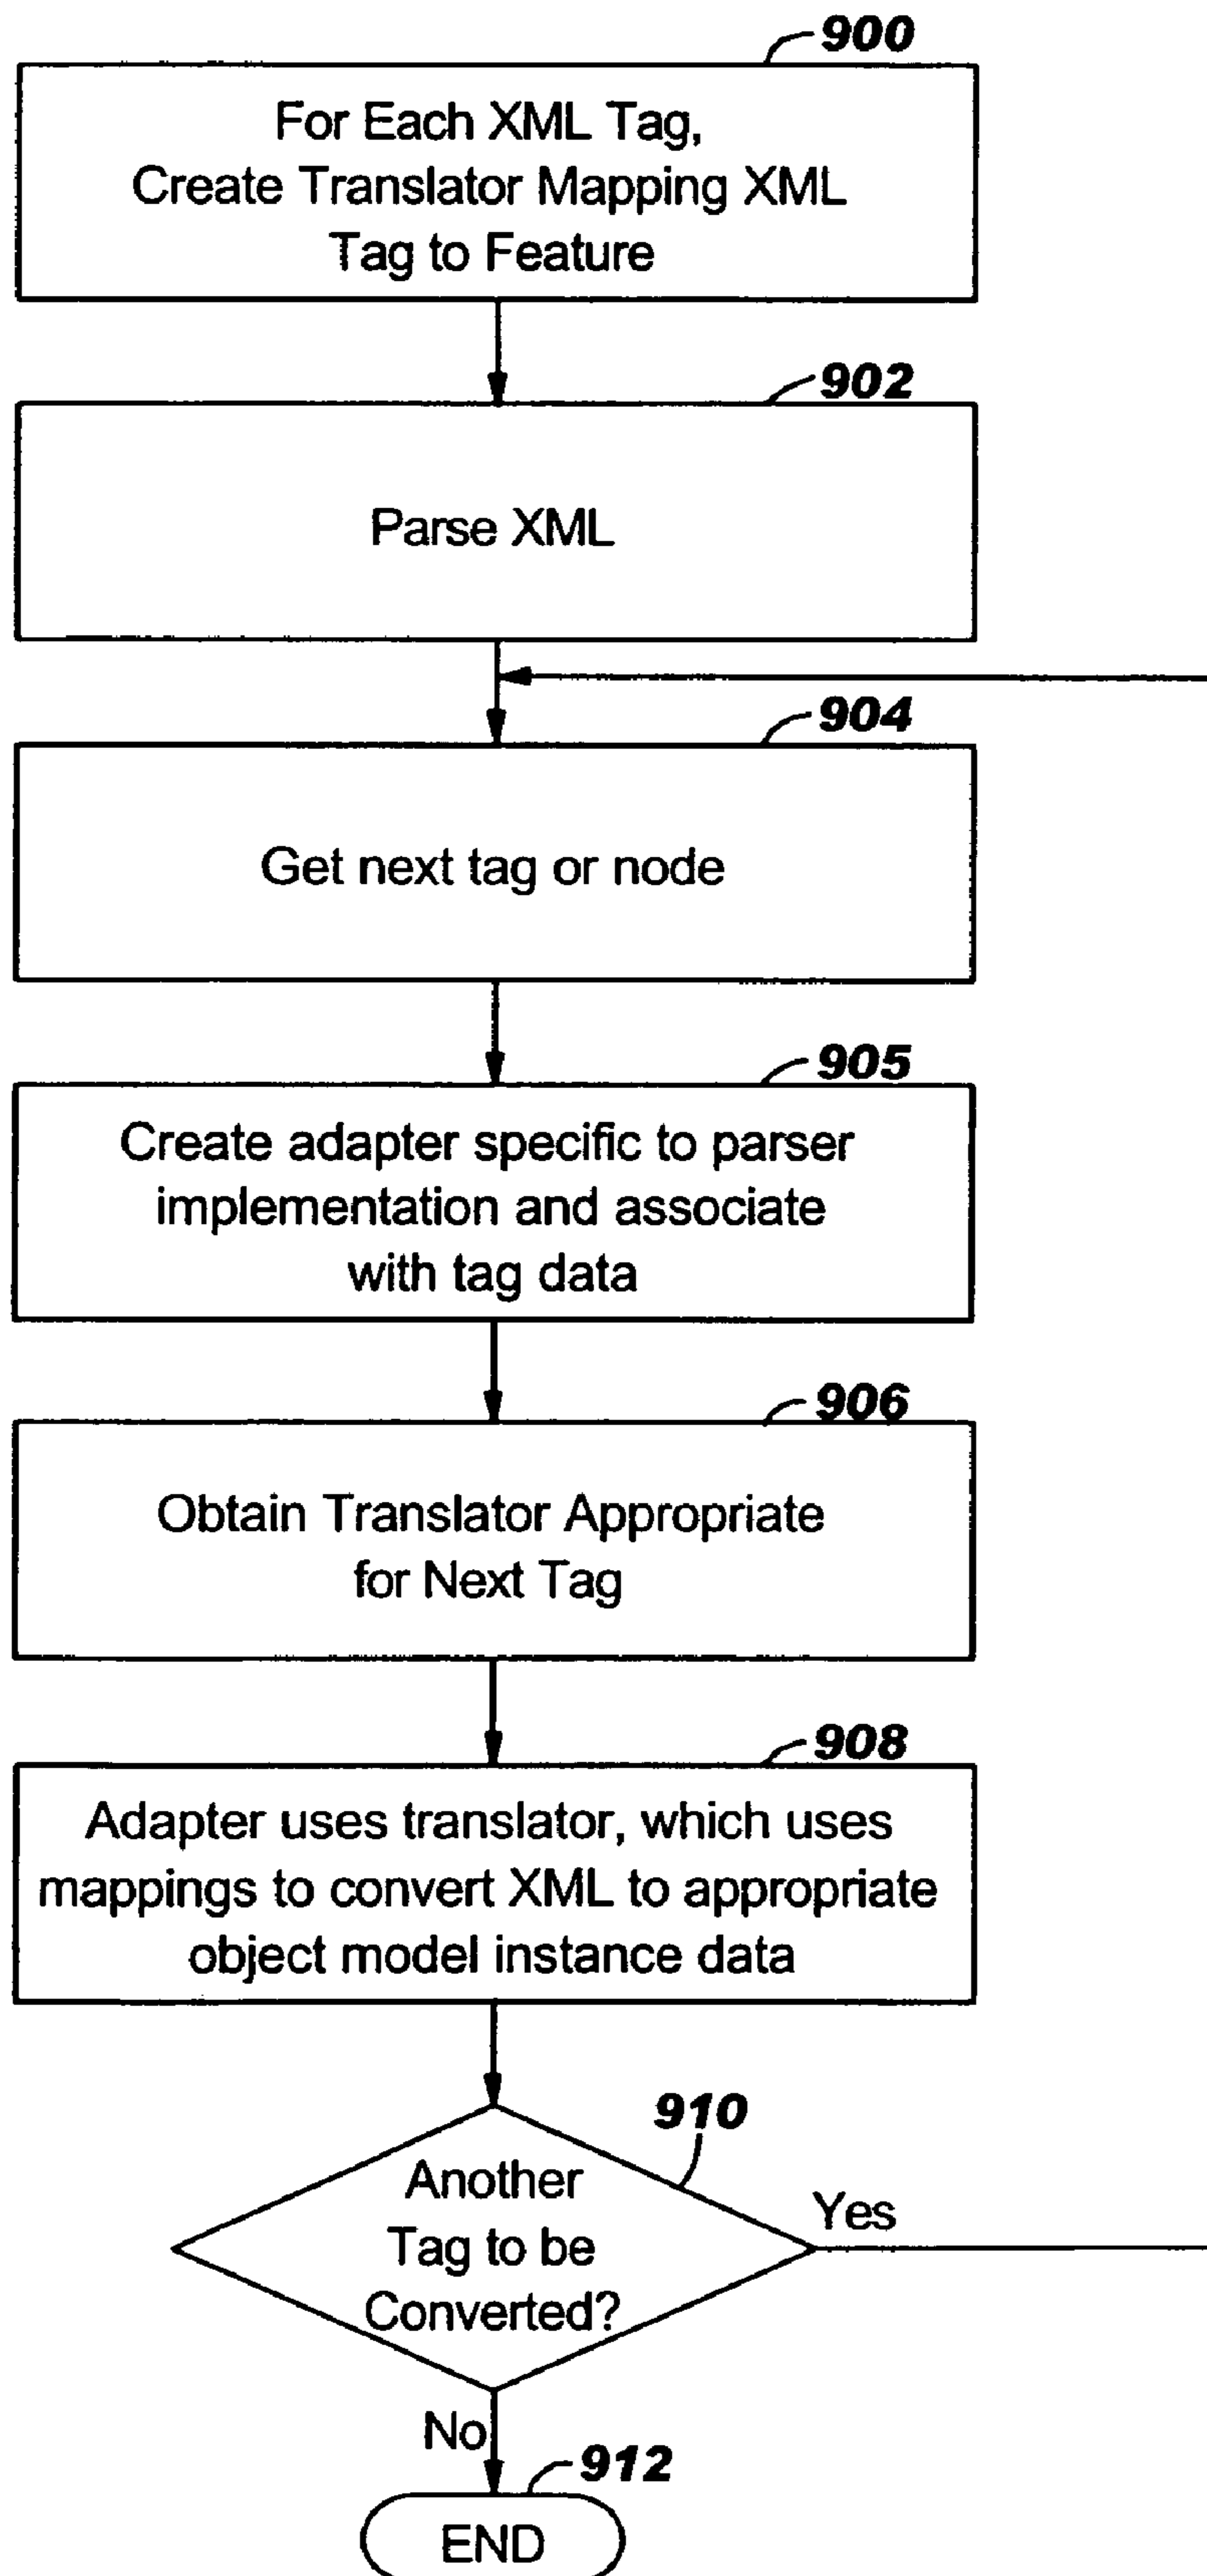 900
For Each XML Tag,
Create Translator Mapping XML
Tag to Feature
902
Parse XML
904
Get next tag or node
905
Create adapter specific to parser
implementation and associate
with tag data
906
Obtain Translator Appropriate
for Next Tag
908
Adapter uses translator, which uses
mappings to convert XML to appropriate
object model instance data
910
Another
Tag to be
Converted?
Yes
No
912
END